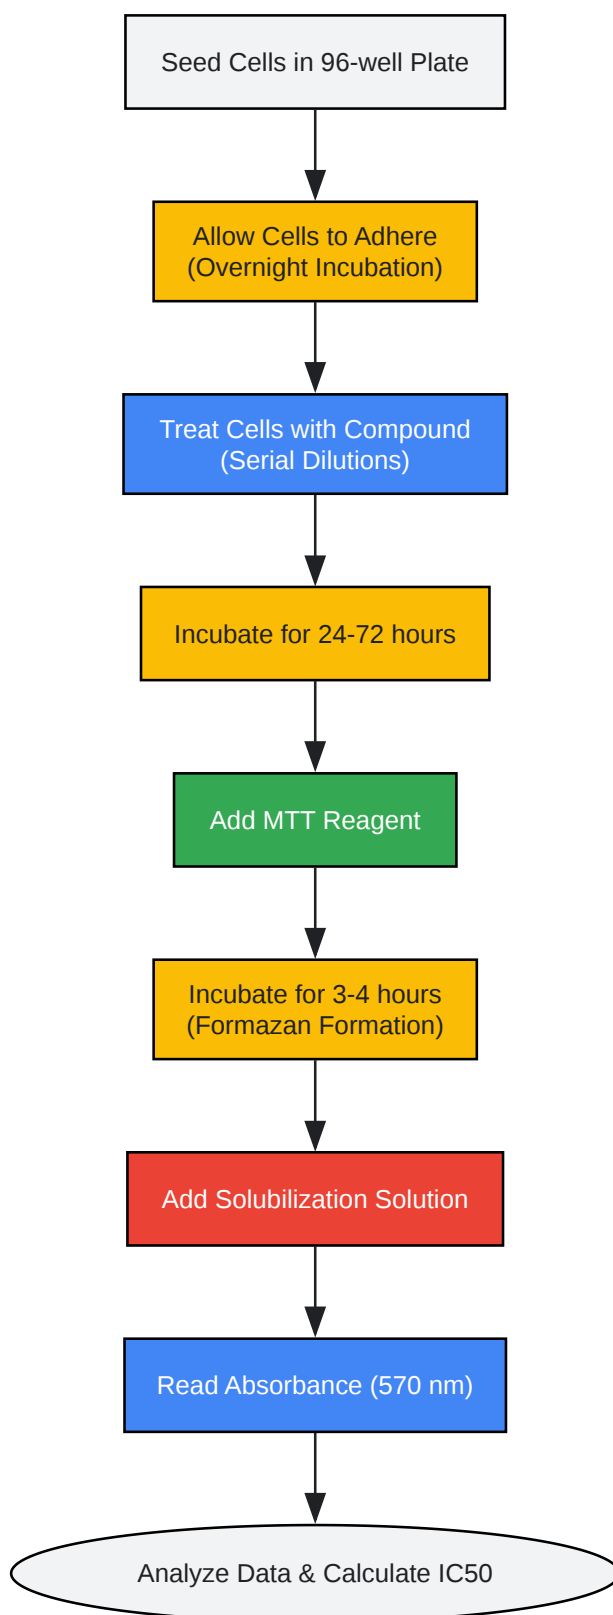 Seed Cells in 96-well Plate
Allow Cells to Adhere
(Overnight Incubation)
Treat Cells with Compound
(Serial Dilutions)
Incubate for 24-72 hours
Add MTT Reagent
Incubate for 3-4 hours
(Formazan Formation)
Add Solubilization Solution
Read Absorbance (570 nm)
Analyze Data & Calculate IC50